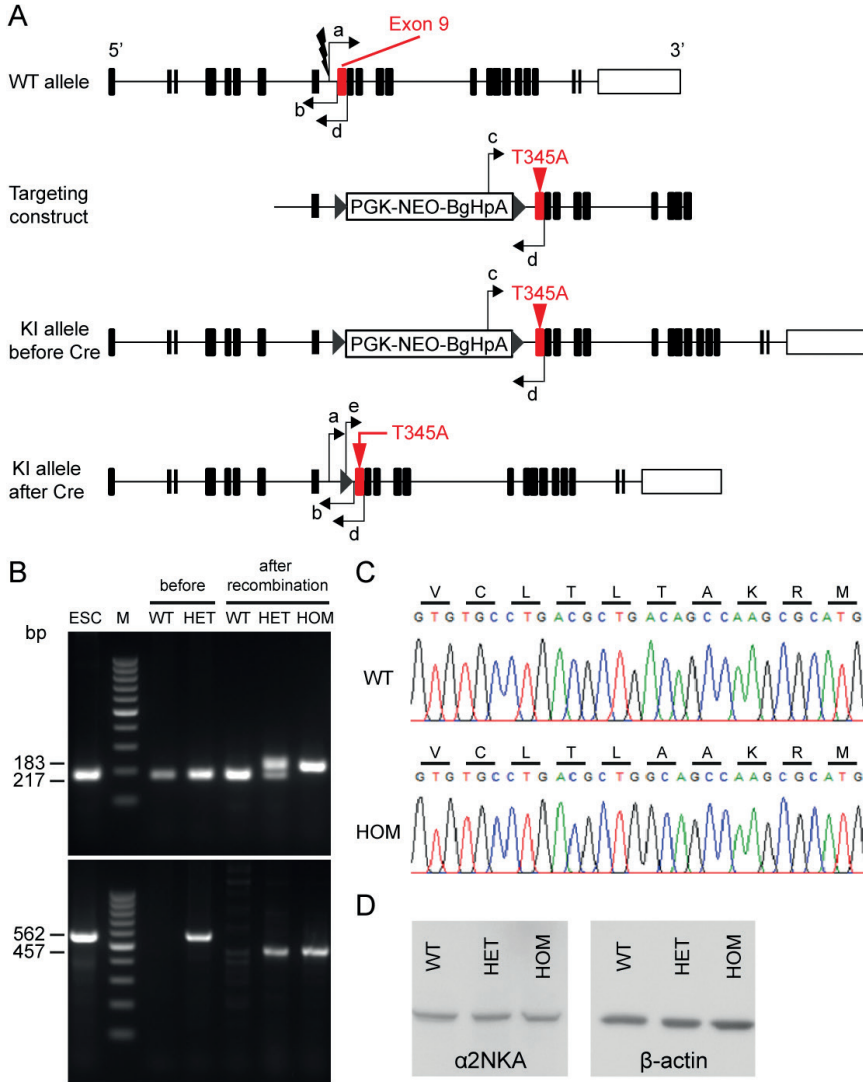 A
5’ a Exon 9 3’
WT allele
b
d
c
T345A
Targeting
construct
PGK-NEO-BgHpA
d
c
T345A
KI allele
before Cre
PGK-NEO-BgHpA
d
a e
T345A
KI allele
after Cre
b
d
B
before after
recombination
ESC M WT HET WT HET HOM
bp
183
217
562
457
C
V C L T L T A K R M
GTGTGCCTGACGCTGACAGCCAAGCGCATG
WT
V C L T L A A K R M
GTGTGCCTGACGCTGGCAGCCAAGCGCATG
HOM
D
WT HET HOM
α2NKA
WT HET HOM
β-actin